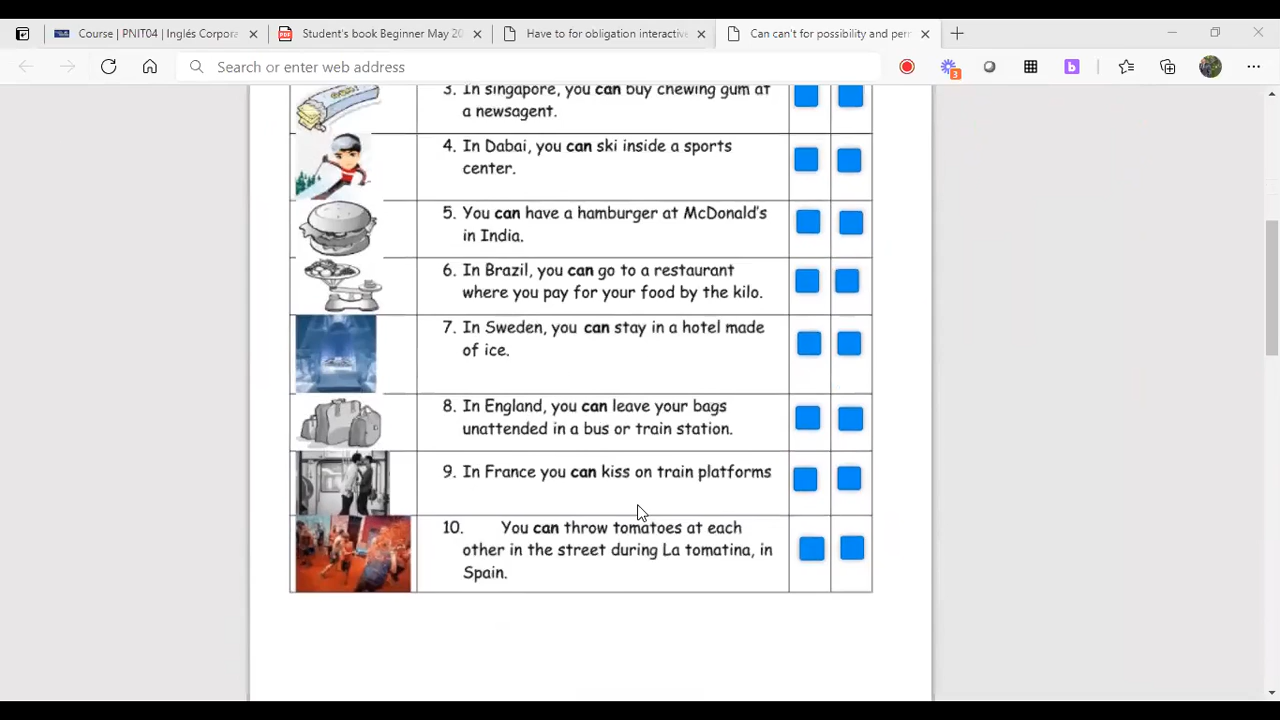 Course | PNIT04 | Inglés Corpora
Student's book Beginner May 20
Have to for obligation interactive
Can can't for possibility and perr
Search or enter web address
3
3. In singapore, you can buy chewing gum at
a newsagent.
4. In Dabai, you can ski inside a sports
center.
5. You can have a hamburger at McDonald's
in India.
6. In Brazil, you can go to a restaurant
where you pay for your food by the kilo.
7. In Sweden, you can stay in a hotel made
of ice.
8. In England, you can leave your bags
unattended in a bus or train station.
9. In France you can kiss on train platforms
10. You can throw tomatoes at each
other in the street during La tomatina, in
Spain.